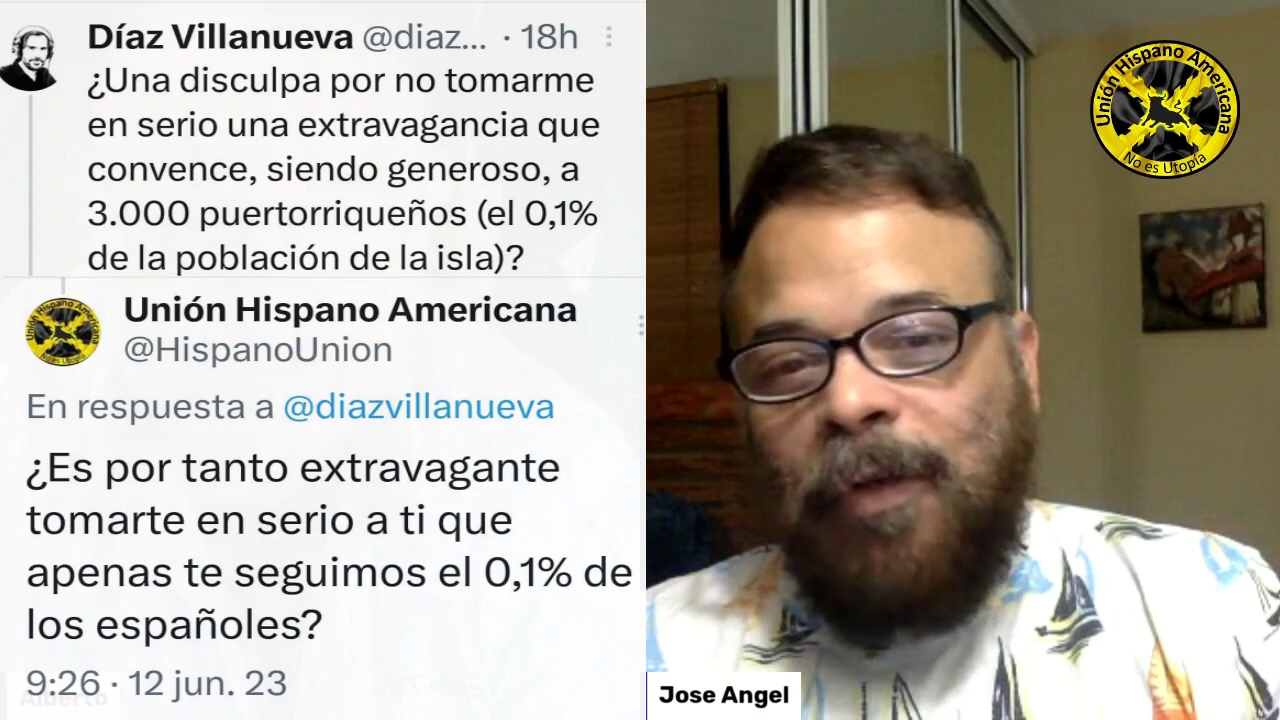 Díaz Villanueva @diaz... · 18h
¿Una disculpa por no tomarme
en serio una extravagancia que
convence, siendo generoso, a
3.000 puertorriqueños (el 0,1%
de la población de la isla)?
Unión Hispano Americana
@HispanoUnion
En respuesta a @diazvillanueva
¿Es por tanto extravagante
tomarte en serio a ti que
apenas te seguimos el 0,1% de
los españoles?
9:26 · 12 jun. 23
Alberto
Unión Hispano Americana
No es Utopía
Jose Angel